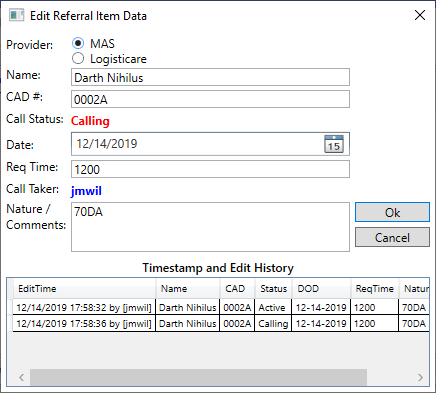 Edit Referral Item Data
Provider: MAS
Logisticare
Name: Darth Nihilus
CAD #: 0002A
Call Status: Calling
Date: 12/14/2019 15
Req Time: 1200
Call Taker: jmwil
Nature / Comments: 70DA
Ok
Cancel
Timestamp and Edit History
EditTime Name CAD Status DOD ReqTime Natur
12/14/2019 17:58:32 by [jmwil] Darth Nihilus 0002A Active 12-14-2019 1200 70DA
12/14/2019 17:58:36 by [jmwil] Darth Nihilus 0002A Calling 12-14-2019 1200 70DA